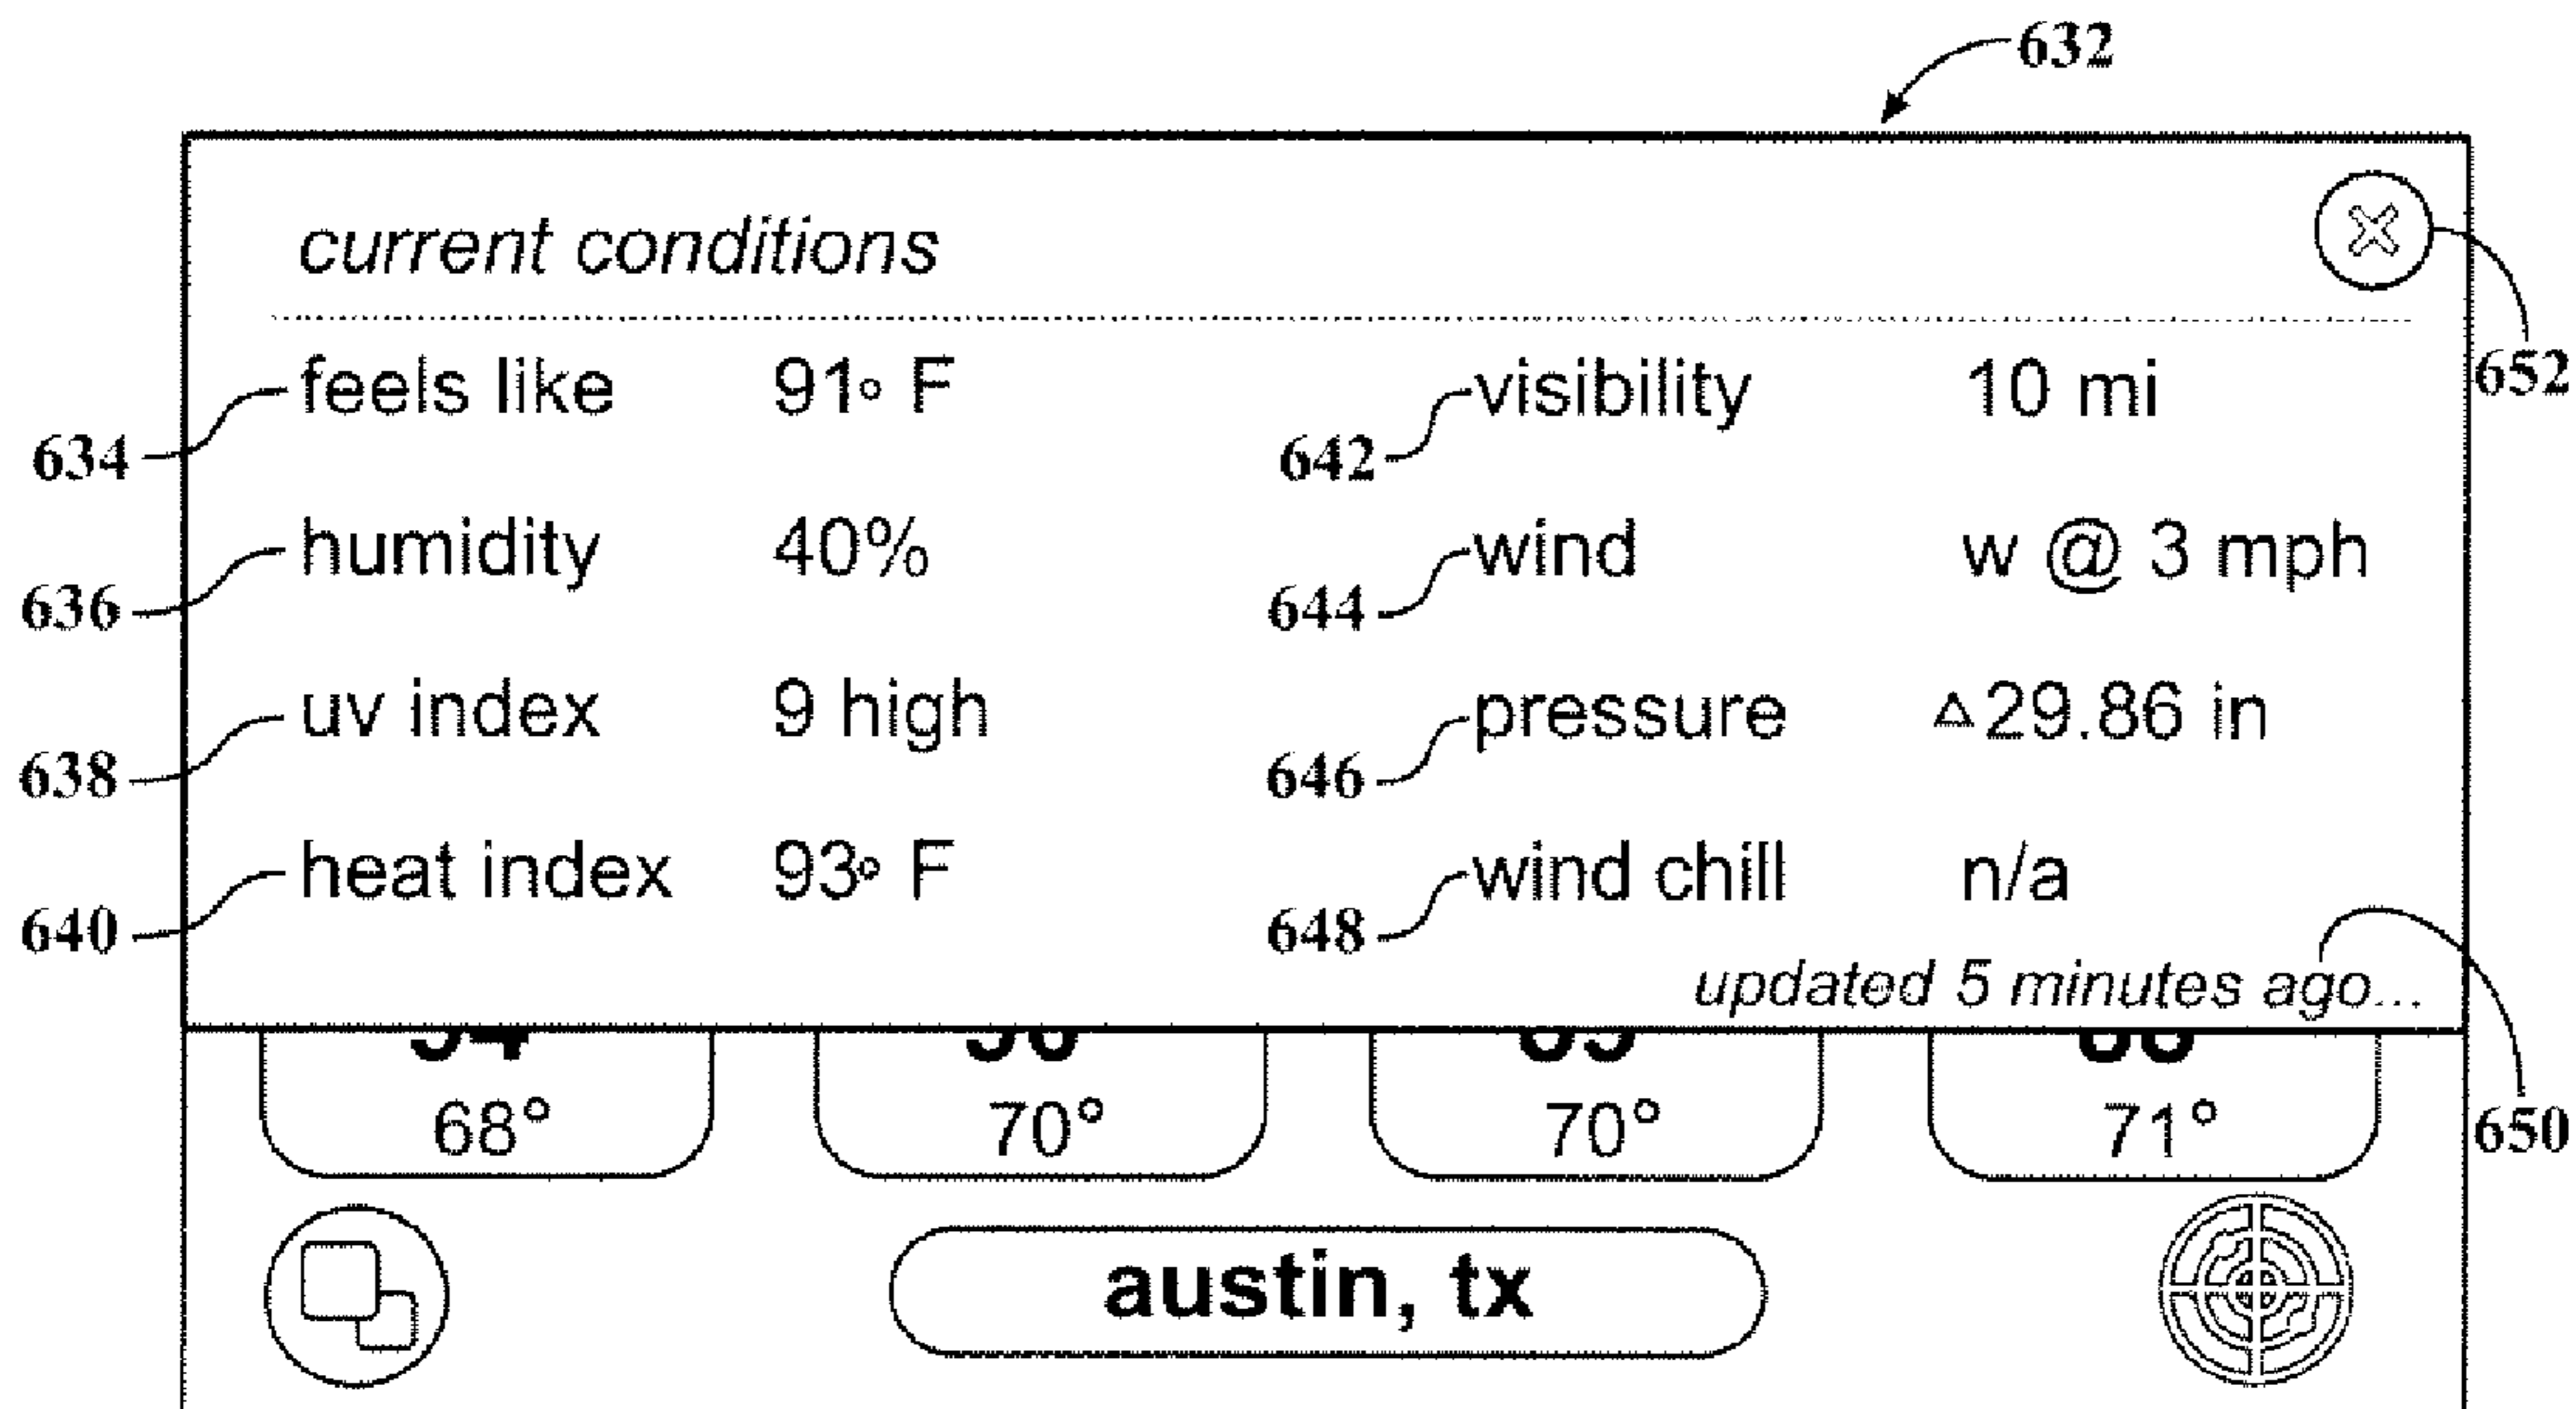 632
current conditions
652
634 feels like 91° F 642 visibility 10 mi
636 humidity 40% 644 wind w @ 3 mph
638 uv index 9 high 646 pressure △29.86 in
640 heat index 93° F 648 wind chill n/a
updated 5 minutes ago...
650
68° 70° 70° 71°
austin, tx